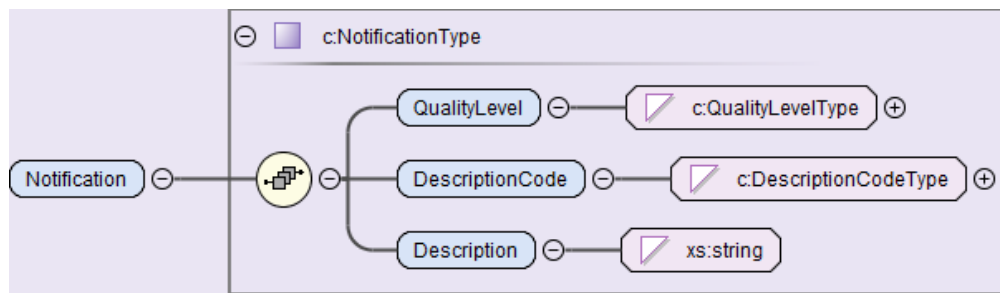 c:NotificationType
QualityLevel c:QualityLevelType
Notification
DescriptionCode c:DescriptionCodeType
Description xs:string